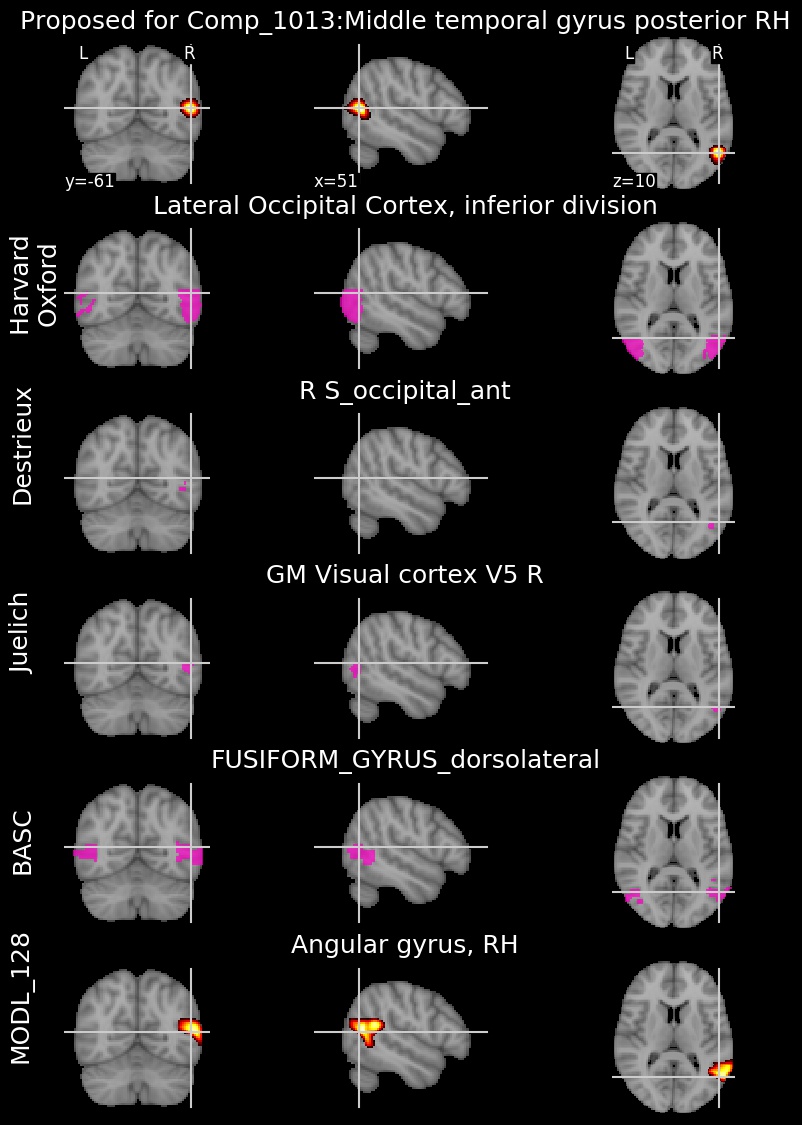 Proposed for Comp_1013:Middle temporal gyrus posterior RH
L R L R
y=-61 x=51 z=10
Lateral Occipital Cortex, inferior division
Harvard
Oxford
R S_occipital_ant
Destrieux
GM Visual cortex V5 R
Juelich
FUSIFORM_GYRUS_dorsolateral
BASC
Angular gyrus, RH
MODL_128